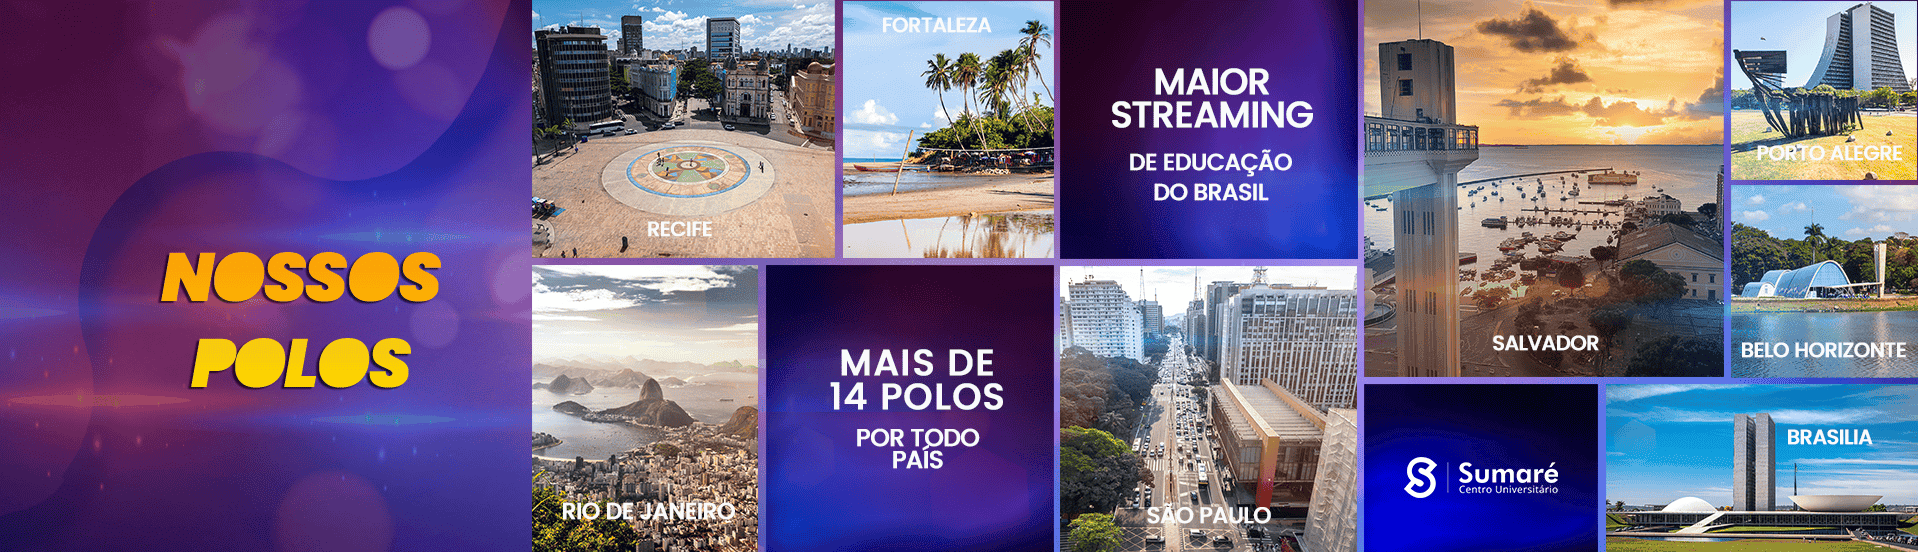 NOSSOS
POLOS
RECIFE
FORTALEZA
MAIOR
STREAMING
DE EDUCAÇÃO
DO BRASIL
SALVADOR
PORTO ALEGRE
BELO HORIZONTE
RIO DE JANEIRO
MAIS DE
14 POLOS
POR TODO
PAÍS
SÃO PAULO
Sumaré
Centro Universitário
BRASILIA